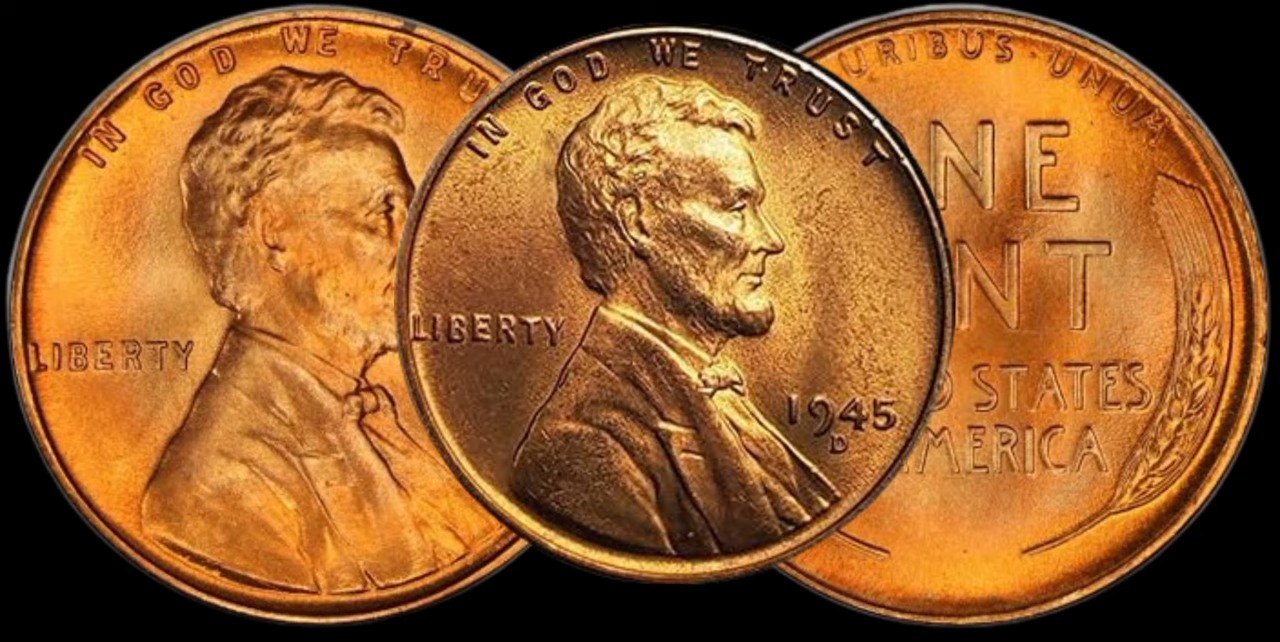 IN GOD WE TRU
LIBERTY
IN GOD WE TRUST
LIBERTY
1945
D
URIBUS · UNUM
NE
NT
D STATES
MERICA